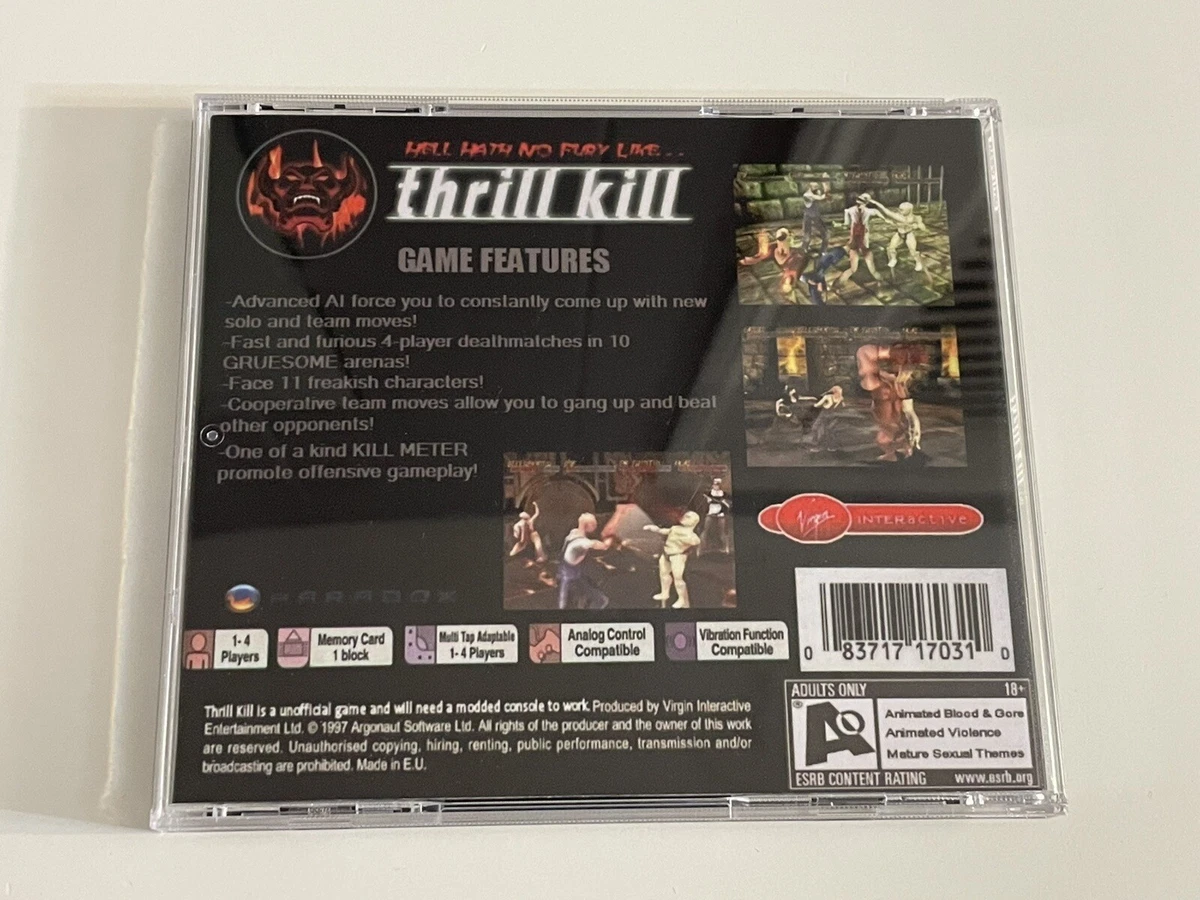 HELL HATH NO FURY LIKE...
thrill kill
GAME FEATURES
-Advanced AI force you to constantly come up with new
solo and team moves!
-Fast and furious 4-player deathmatches in 10
GRUESOME arenas!
-Face 11 freakish characters!
-Cooperative team moves allow you to gang up and beat
other opponents!
-One of a kind KILL METER
promote offensive gameplay!
Virgin INTERACTIVE
PARADOX
1-4
Players
Memory Card
1 block
Multi Tap Adaptable
1-4 Players
Analog Control
Compatible
Vibration Function
Compatible
0 83717 17031 0
Thrill Kill is a unofficial game and will need a modded console to work. Produced by Virgin Interactive
Entertainment Ltd. © 1997 Argonaut Software Ltd. All rights of the producer and the owner of this work
are reserved. Unauthorised copying, hiring, renting, public performance, transmission and/or
broadcasting are prohibited. Made in E.U.
ADULTS ONLY 18+
AO
Animated Blood & Gore
Animated Violence
Mature Sexual Themes
ESRB CONTENT RATING www.esrb.org